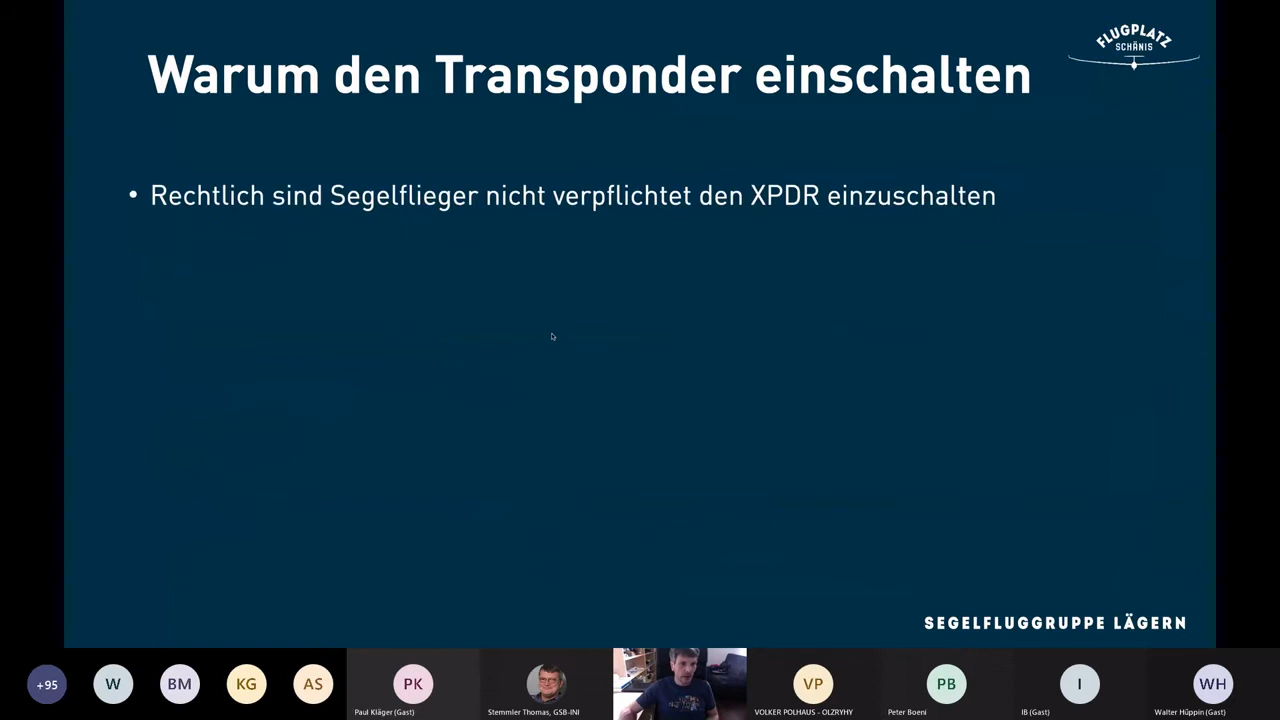 FLUGPLATZ
SCHÄNIS
Warum den Transponder einschalten
• Rechtlich sind Segelflieger nicht verpflichtet den XPDR einzuschalten
SEGELFLUGGRUPPE LÄGERN
+95
W
BM
KG
AS
PK
VP
PB
I
WH
Paul Kläger (Gast)
Stemmler Thomas, GSB-INI
VOLKER POLHAUS - OLZRYHY
Peter Boeni
IB (Gast)
Walter Hüppin (Gast)